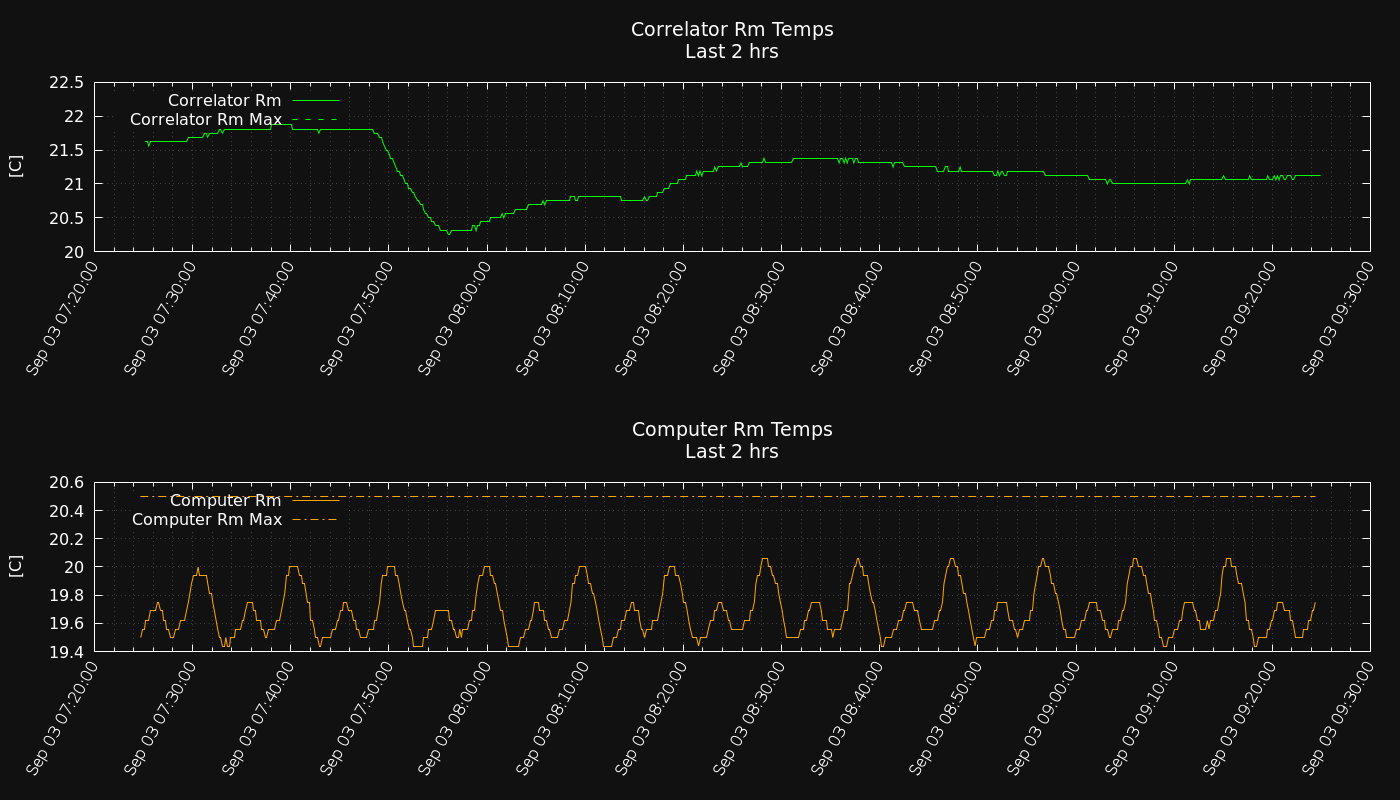 Correlator Rm Temps
Last 2 hrs
22.5
22
21.5
21
20.5
20
[C]
Correlator Rm
Correlator Rm Max
Sep 03 07:20:00
Sep 03 07:30:00
Sep 03 07:40:00
Sep 03 07:50:00
Sep 03 08:00:00
Sep 03 08:10:00
Sep 03 08:20:00
Sep 03 08:30:00
Sep 03 08:40:00
Sep 03 08:50:00
Sep 03 09:00:00
Sep 03 09:10:00
Sep 03 09:20:00
Sep 03 09:30:00
Computer Rm Temps
Last 2 hrs
20.6
20.4
20.2
20
19.8
19.6
19.4
[C]
Computer Rm
Computer Rm Max
Sep 03 07:20:00
Sep 03 07:30:00
Sep 03 07:40:00
Sep 03 07:50:00
Sep 03 08:00:00
Sep 03 08:10:00
Sep 03 08:20:00
Sep 03 08:30:00
Sep 03 08:40:00
Sep 03 08:50:00
Sep 03 09:00:00
Sep 03 09:10:00
Sep 03 09:20:00
Sep 03 09:30:00